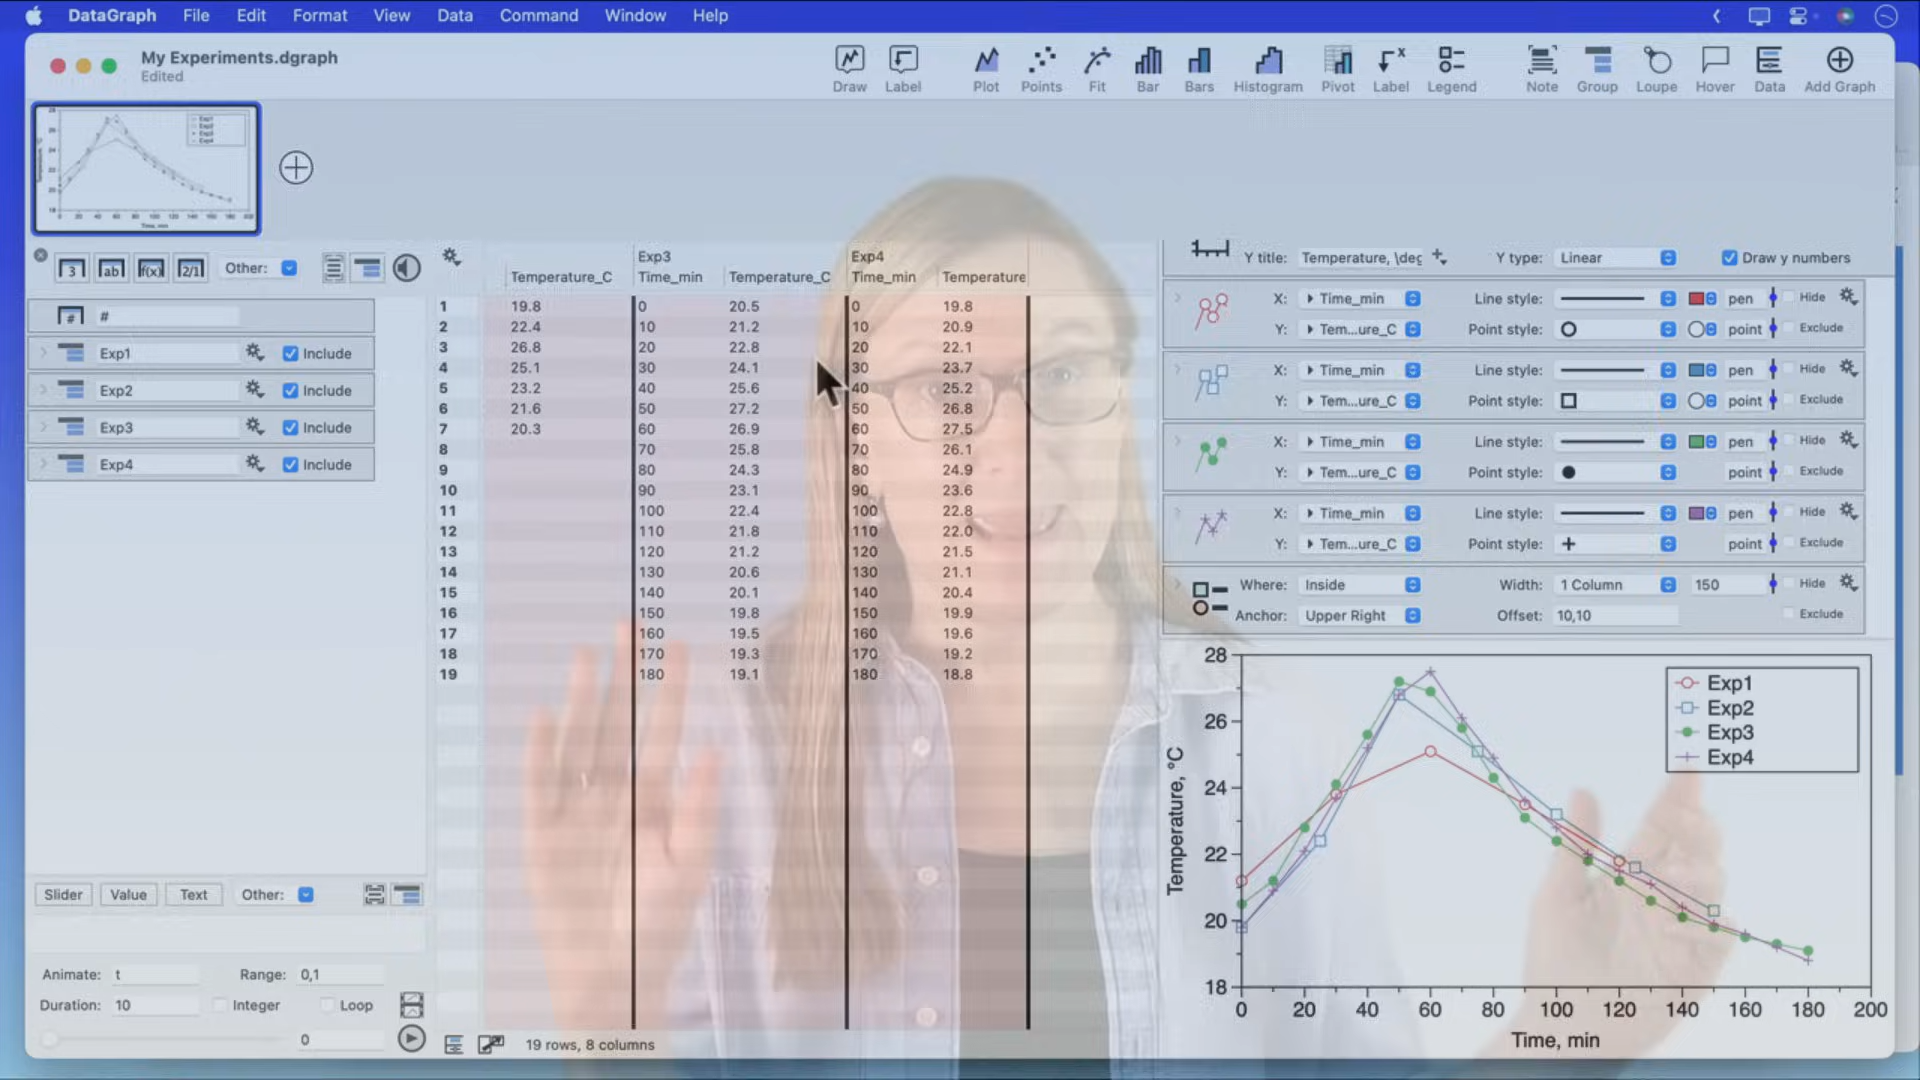 DataGraph File Edit Format View Data Command Window Help
My Experiments.dgraph
Edited
Draw Label Plot Points Fit Bar Bars Histogram Pivot Label Legend Note Group Loupe Hover Data Add Graph
3 ab f(x) 2/1 Other:
# #
Exp1 Include
Exp2 Include
Exp3 Include
Exp4 Include
Slider Value Text Other:
Animate: t Range: 0,1
Duration: 10 Integer Loop
0
Exp3 Exp4
Temperature_C Time_min Temperature_C Time_min Temperature
1 19.8 0 20.5 0 19.8
2 22.4 10 21.2 10 20.9
3 26.8 20 22.8 20 22.1
4 25.1 30 24.1 30 23.7
5 23.2 40 25.6 40 25.2
6 21.6 50 27.2 50 26.8
7 20.3 60 26.9 60 27.5
8 70 25.8 70 26.1
9 80 24.3 80 24.9
10 90 23.1 90 23.6
11 100 22.4 100 22.8
12 110 21.8 110 22.0
13 120 21.2 120 21.5
14 130 20.6 130 21.1
15 140 20.1 140 20.4
16 150 19.8 150 19.9
17 160 19.5 160 19.6
18 170 19.3 170 19.2
19 180 19.1 180 18.8
19 rows, 8 columns
Y title: Temperature, \deg Y type: Linear Draw y numbers
X: Time_min Line style: pen Hide
Y: Tem...ure_C Point style: point Exclude
X: Time_min Line style: pen Hide
Y: Tem...ure_C Point style: point Exclude
X: Time_min Line style: pen Hide
Y: Tem...ure_C Point style: point Exclude
X: Time_min Line style: pen Hide
Y: Tem...ure_C Point style: point Exclude
Where: Inside Width: 1 Column 150 Hide
Anchor: Upper Right Offset: 10,10 Exclude
28
26
24
22
20
18
Temperature, °C
Exp1
Exp2
Exp3
Exp4
0 20 40 60 80 100 120 140 160 180 200
Time, min